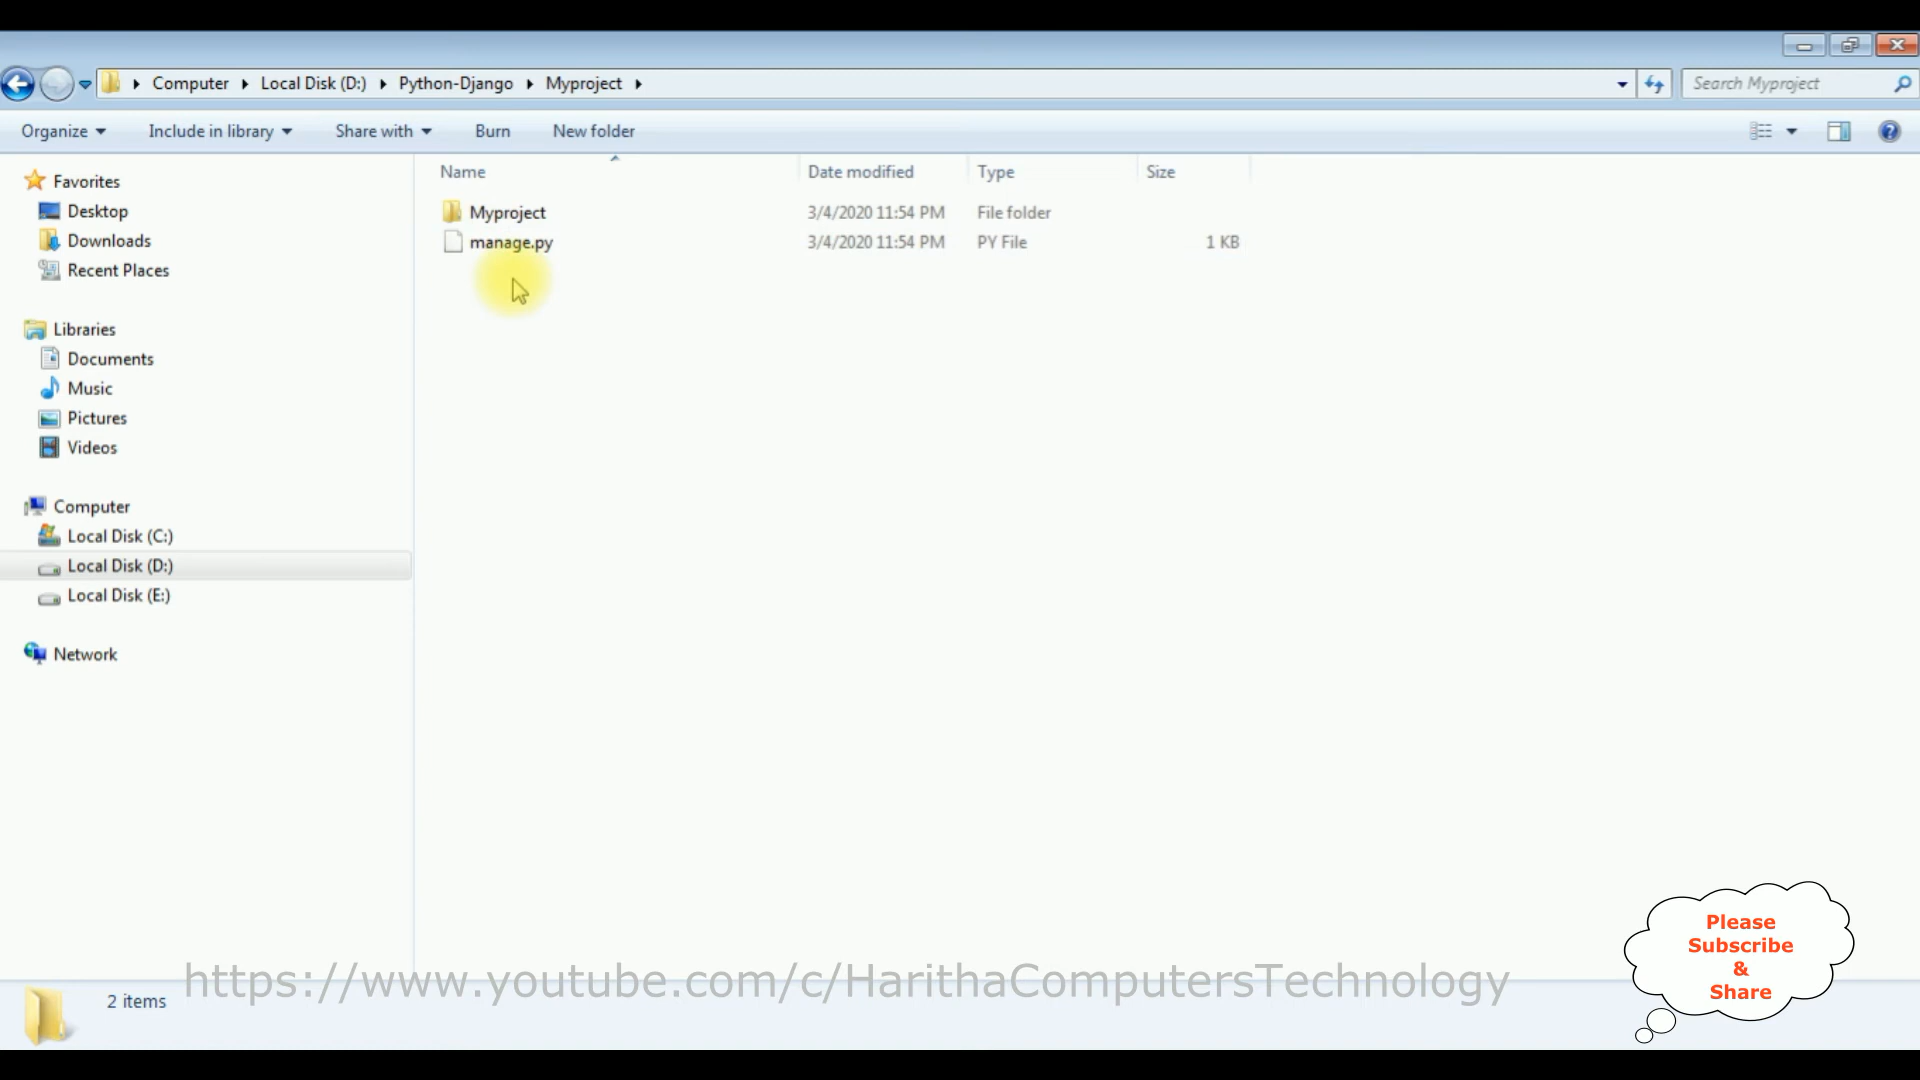 Computer Local Disk (D:) Python-Django Myproject Search Myproject
Organize Include in library Share with Burn New folder
Name Date modified Type Size
Myproject 3/4/2020 11:54 PM File folder
manage.py 3/4/2020 11:54 PM PY File 1 KB
Favorites
Desktop
Downloads
Recent Places
Libraries
Documents
Music
Pictures
Videos
Computer
Local Disk (C:)
Local Disk (D:)
Local Disk (E:)
Network
Please
Subscribe
&
Share
https://www.youtube.com/c/HarithaComputersTechnology
2 items